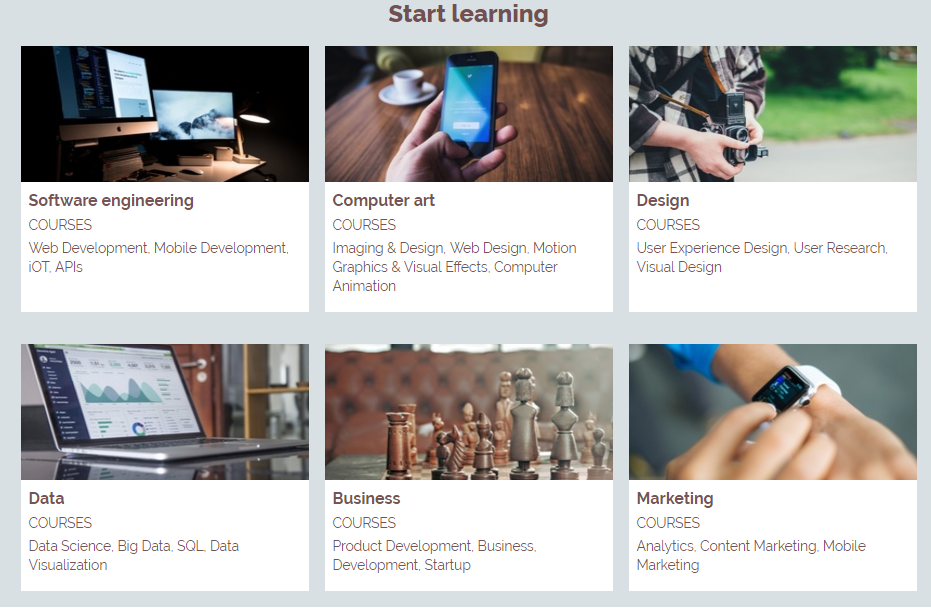 Start learning
Software engineering
COURSES
Web Development, Mobile Development,
iOT, APIs
Computer art
COURSES
Imaging & Design, Web Design, Motion
Graphics & Visual Effects, Computer
Animation
Design
COURSES
User Experience Design, User Research,
Visual Design
Data
COURSES
Data Science, Big Data, SQL, Data
Visualization
Business
COURSES
Product Development, Business,
Development, Startup
Marketing
COURSES
Analytics, Content Marketing, Mobile
Marketing